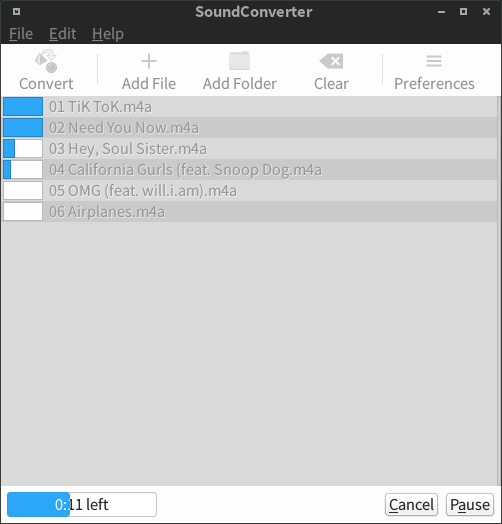 SoundConverter
File Edit Help
Convert Add File Add Folder Clear Preferences
01 TiK ToK.m4a
02 Need You Now.m4a
03 Hey, Soul Sister.m4a
04 California Gurls (feat. Snoop Dog.m4a
05 OMG (feat. will.i.am).m4a
06 Airplanes.m4a
0:11 left Cancel Pause